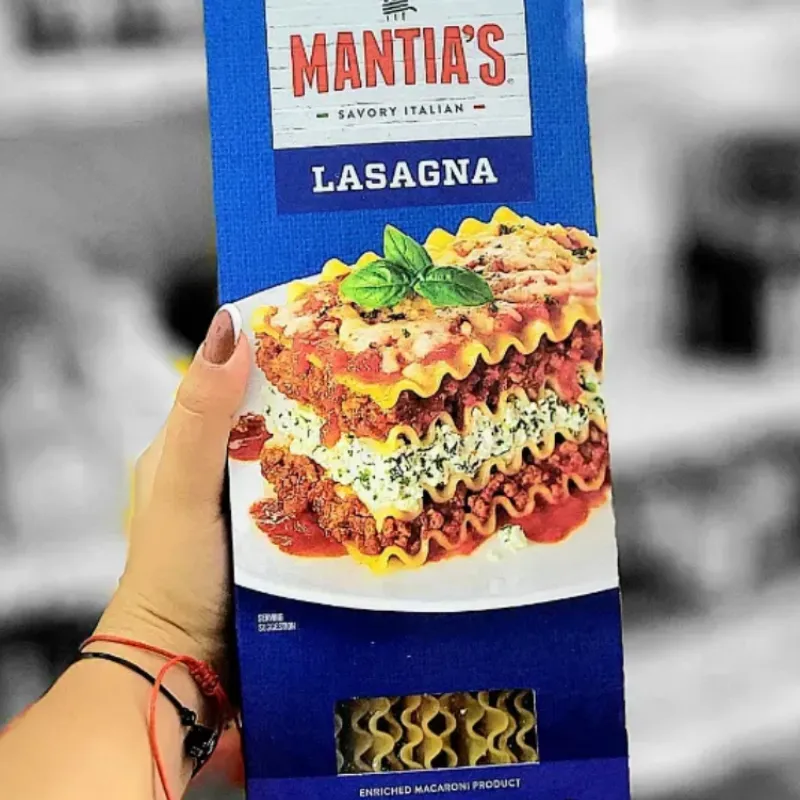 MANTIA'S
SAVORY ITALIAN
LASAGNA
SERVING
SUGGESTION
ENRICHED MACARONI PRODUCT